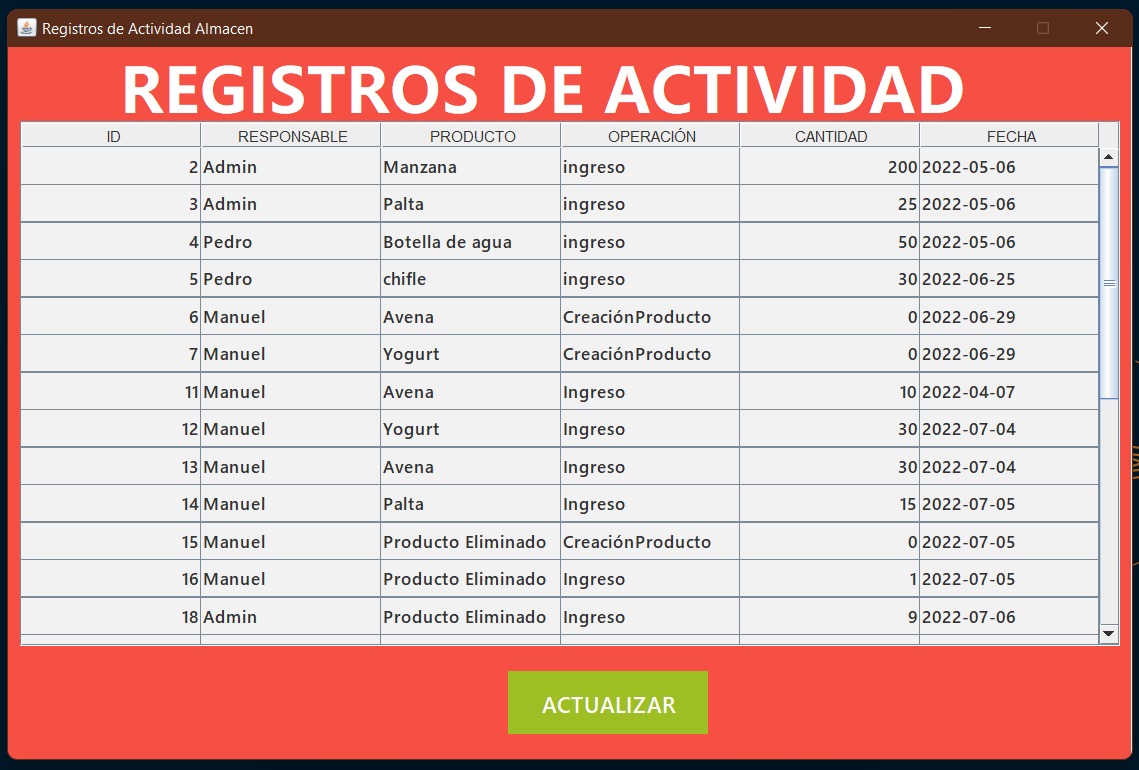 Registros de Actividad Almacen
REGISTROS DE ACTIVIDAD
ID RESPONSABLE PRODUCTO OPERACIÓN CANTIDAD FECHA
2 Admin Manzana ingreso 200 2022-05-06
3 Admin Palta ingreso 25 2022-05-06
4 Pedro Botella de agua ingreso 50 2022-05-06
5 Pedro chifle ingreso 30 2022-06-25
6 Manuel Avena CreaciónProducto 0 2022-06-29
7 Manuel Yogurt CreaciónProducto 0 2022-06-29
11 Manuel Avena Ingreso 10 2022-04-07
12 Manuel Yogurt Ingreso 30 2022-07-04
13 Manuel Avena Ingreso 30 2022-07-04
14 Manuel Palta Ingreso 15 2022-07-05
15 Manuel Producto Eliminado CreaciónProducto 0 2022-07-05
16 Manuel Producto Eliminado Ingreso 1 2022-07-05
18 Admin Producto Eliminado Ingreso 9 2022-07-06
ACTUALIZAR